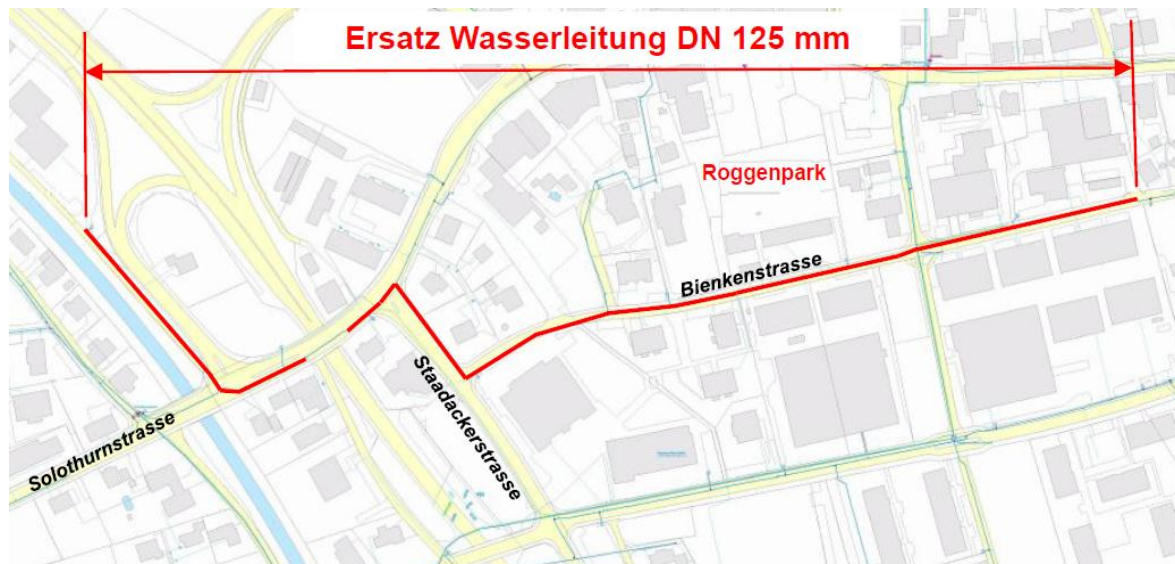 Ersatz Wasserleitung DN 125 mm
Roggenpark
Bienkenstrasse
Staadackerstrasse
Solothurnstrasse